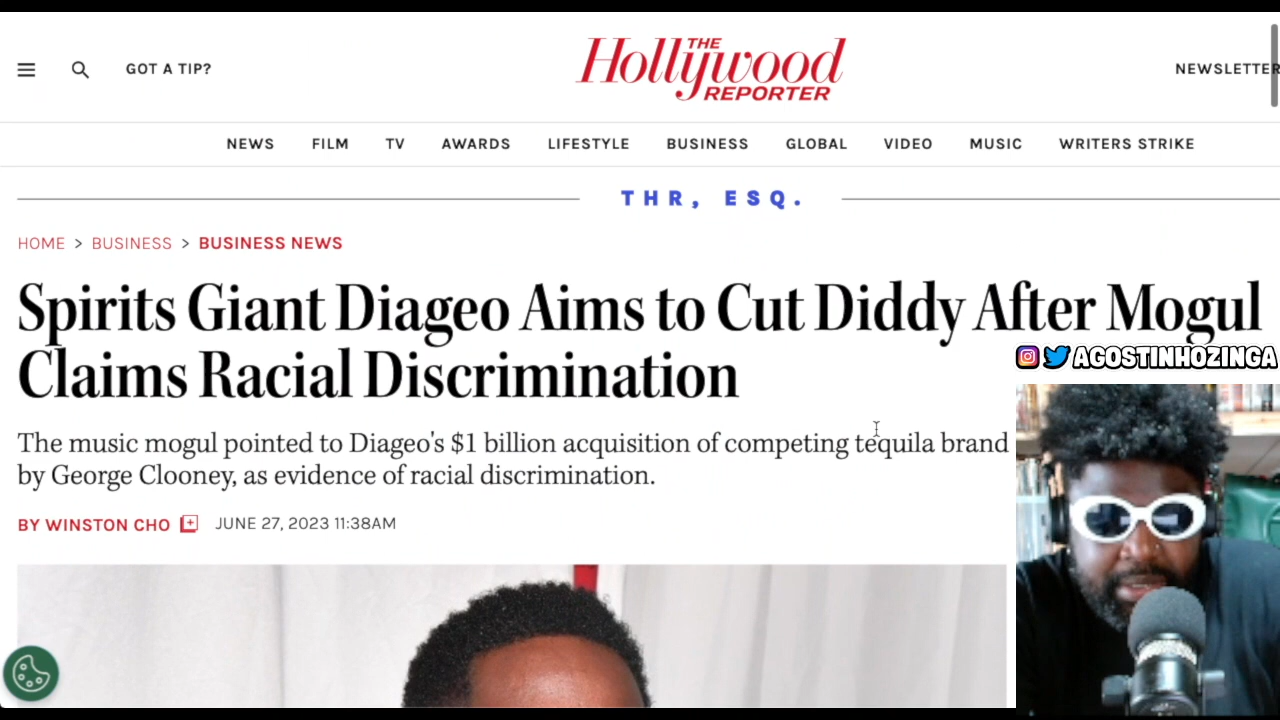 GOT A TIP?
THE
Hollywood
REPORTER
NEWSLETTER
NEWS FILM TV AWARDS LIFESTYLE BUSINESS GLOBAL VIDEO MUSIC WRITERS STRIKE
THR, ESQ.
HOME > BUSINESS > BUSINESS NEWS
Spirits Giant Diageo Aims to Cut Diddy After Mogul
Claims Racial Discrimination
AGOSTINHOZINGA
The music mogul pointed to Diageo's $1 billion acquisition of competing tequila brand
by George Clooney, as evidence of racial discrimination.
BY WINSTON CHO JUNE 27, 2023 11:38AM